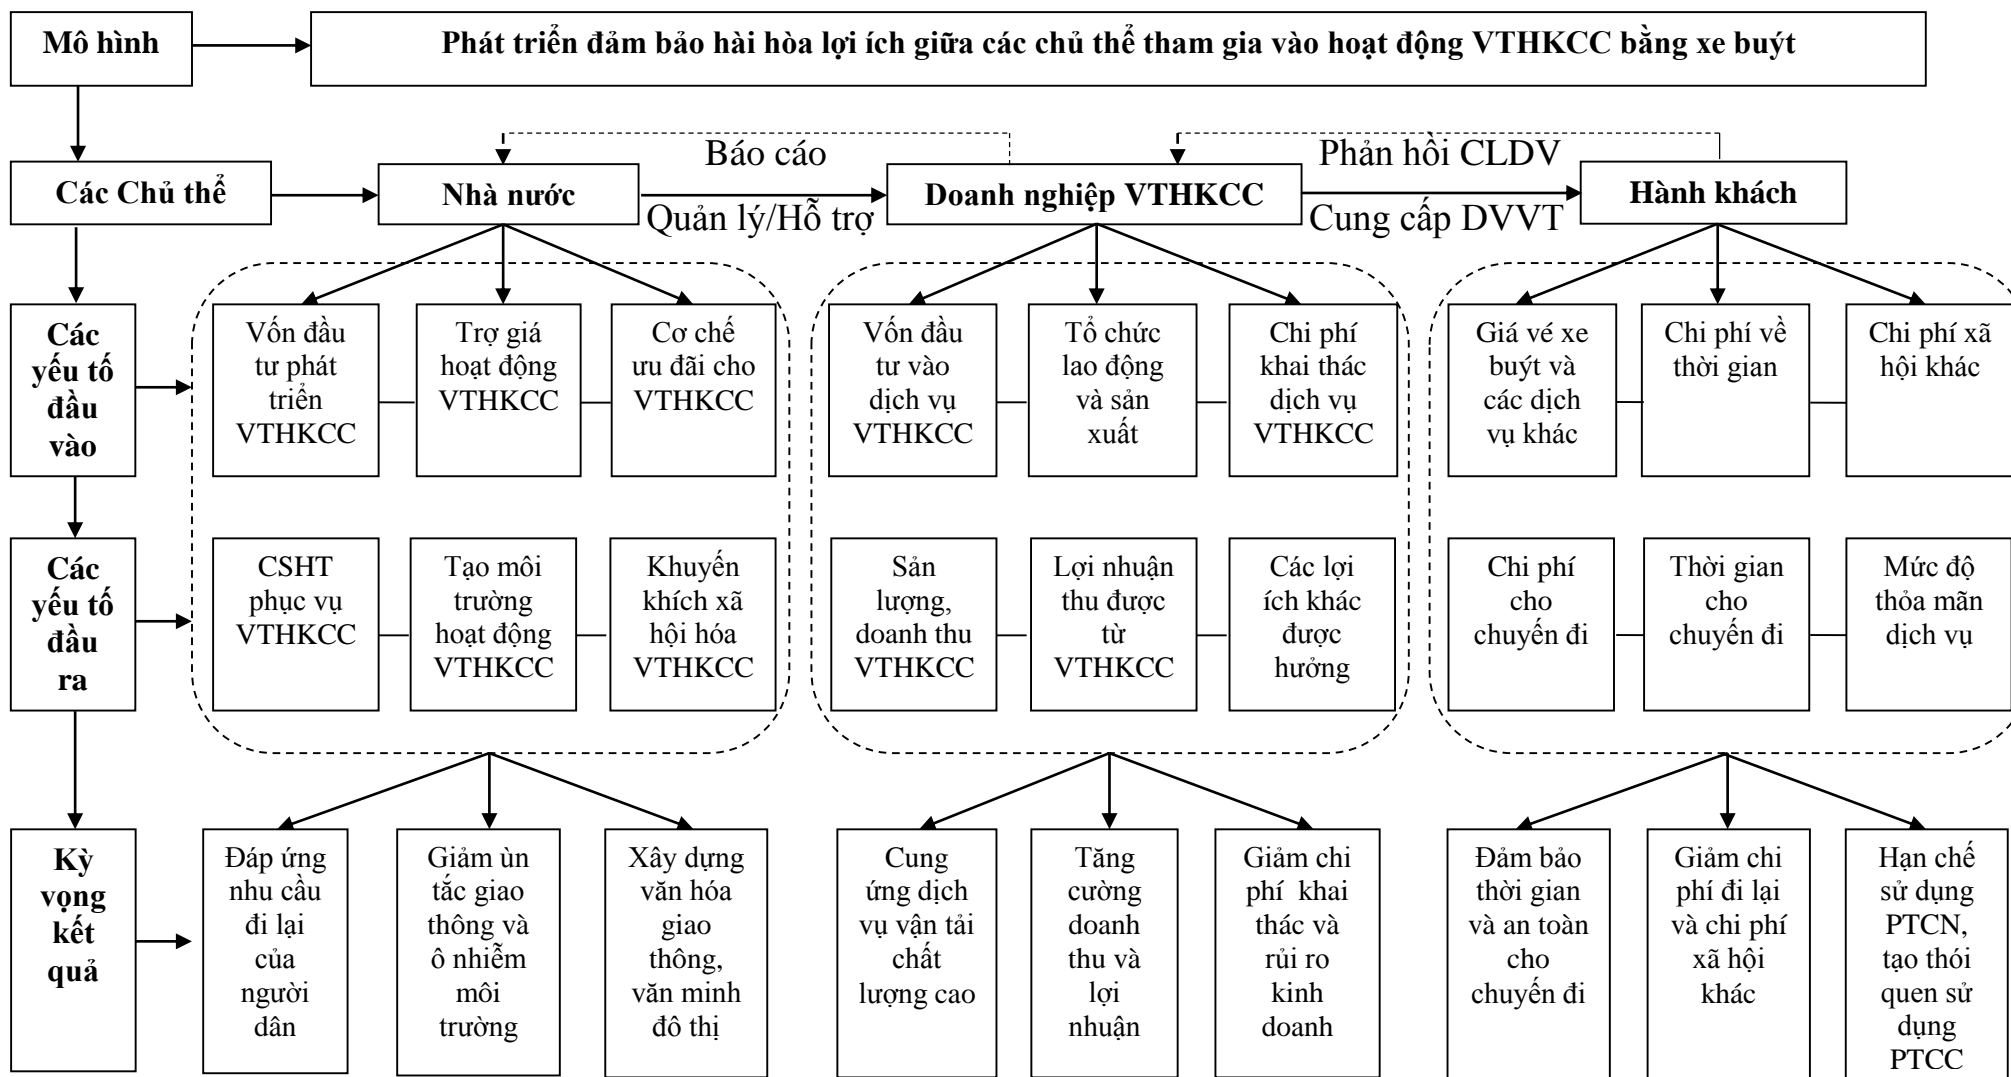 Mô hình
Phát triển đảm bảo hài hòa lợi ích giữa các chủ thể tham gia vào hoạt động VTHKCC bằng xe buýt
Báo cáo
Phản hồi CLDV
Các Chủ thể
Nhà nước
Doanh nghiệp VTHKCC
Hành khách
Quản lý/Hỗ trợ
Cung cấp DVVT
Các
yếu tố
đầu
vào
Vốn đầu
tư phát
triển
VTHKCC
Trợ giá
hoạt động
VTHKCC
Cơ chế
ưu đãi cho
VTHKCC
Vốn đầu
tư vào
dịch vụ
VTHKCC
Tổ chức
lao động
và sản
xuất
Chi phí
khai thác
dịch vụ
VTHKCC
Giá vé xe
buýt và
các dịch
vụ khác
Chi phí về
thời gian
Chi phí xã
hội khác
Các
yếu tố
đầu
ra
CSHT
phục vụ
VTHKCC
Tạo môi
trường
hoạt động
VTHKCC
Khuyến
khích xã
hội hóa
VTHKCC
Sản
lượng,
doanh thu
VTHKCC
Lợi nhuận
thu được
từ
VTHKCC
Các lợi
ích khác
được
hưởng
Chi phí
cho
chuyến đi
Thời gian
cho
chuyến đi
Mức độ
thỏa mãn
dịch vụ
Kỳ
vọng
kết
quả
Đáp ứng
nhu cầu
đi lại
của
người
dân
Giảm ùn
tắc giao
thông và
ô nhiễm
môi
trường
Xây dựng
văn hóa
giao
thông,
văn minh
đô thị
Cung
ứng dịch
vụ vận tải
chất
lượng cao
Tăng
cường
doanh
thu và
lợi
nhuận
Giảm chi
phí khai
thác và
rủi ro
kinh
doanh
Đảm bảo
thời gian
và an toàn
cho
chuyến đi
Giảm chi
phí đi lại
và chi phí
xã hội
khác
Hạn chế
sử dụng
PTCN,
tạo thói
quen sử
dụng
PTCC